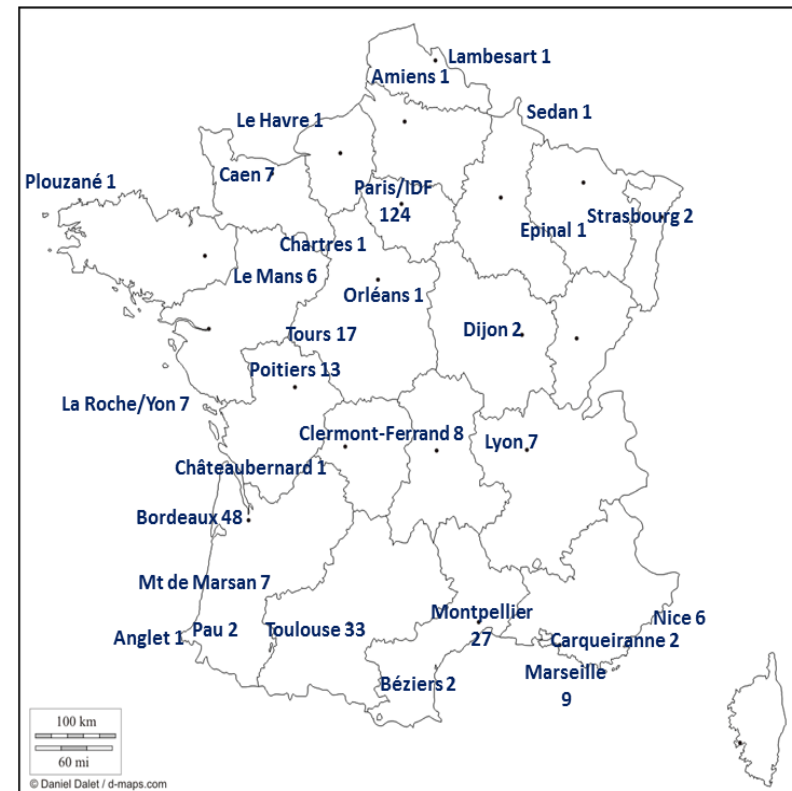 Lambesart 1
Amiens 1
Sedan 1
Le Havre 1
Caen 7
Plouzané 1
Paris/IDF
124
Strasbourg 2
Epinal 1
Chartres 1
Le Mans 6
Orléans 1
Tours 17
Dijon 2
Poitiers 13
La Roche/Yon 7
Clermont-Ferrand 8
Lyon 7
Châteaubernard 1
Bordeaux 48
Mt de Marsan 7
Montpellier
27
Nice 6
Anglet 1
Pau 2
Toulouse 33
Carqueiranne 2
Marseille
9
Béziers 2
100 km
60 mi
© Daniel Dalet / d-maps.com